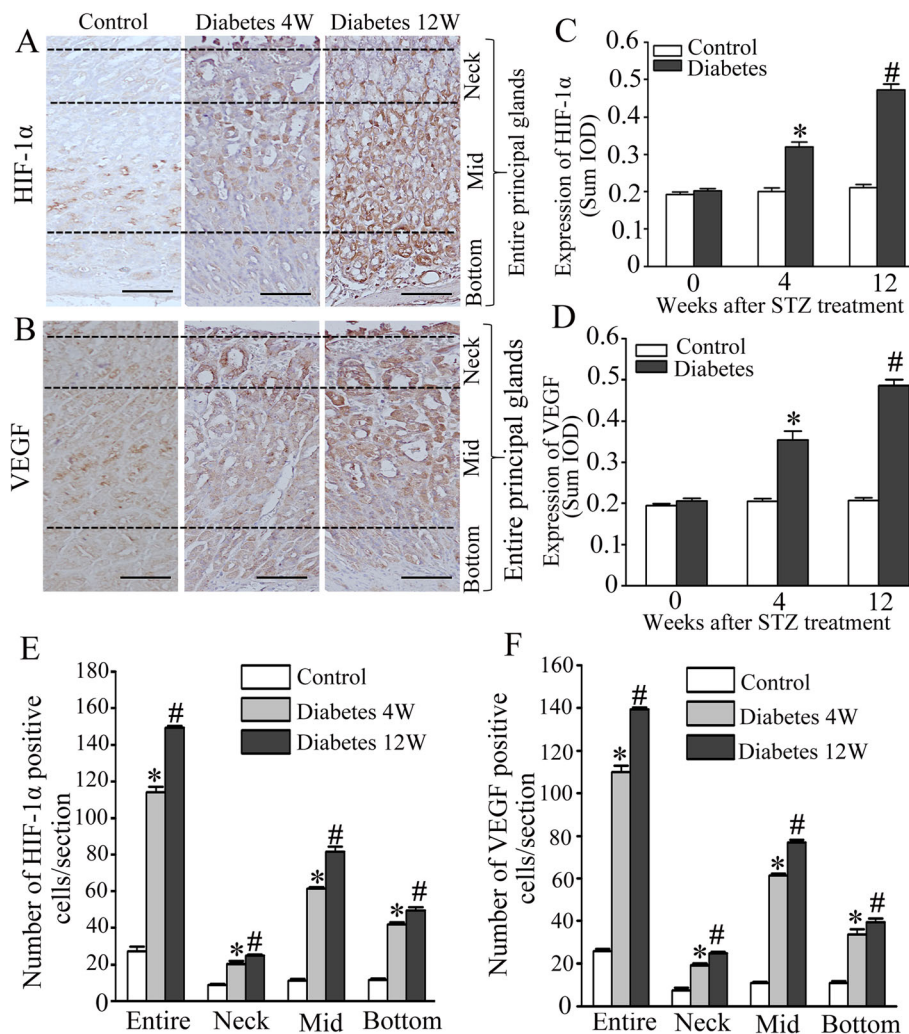 A
Control
Diabetes 4W
Diabetes 12W
HIF-1α
Neck
Mid
Bottom
Entire principal glands
B
VEGF
Neck
Mid
Bottom
Entire principal glands
C
Control
Diabetes
Expression of HIF-1α
(Sum IOD)
0.6
0.5
0.4
0.3
0.2
0.1
*
#
0
4
12
Weeks after STZ treatment
D
Control
Diabetes
Expression of VEGF
(Sum IOD)
0.6
0.5
0.4
0.3
0.2
0.1
*
#
0
4
12
Weeks after STZ treatment
E
Control
Diabetes 4W
Diabetes 12W
Number of HIF-1α positive
cells/section
180
160
140
120
100
80
60
40
20
0
*
#
*
#
*
#
*
#
Entire
Neck
Mid
Bottom
F
Control
Diabetes 4W
Diabetes 12W
Number of VEGF positive
cells/section
160
140
120
100
80
60
40
20
0
*
#
*
#
*
#
*
#
Entire
Neck
Mid
Bottom